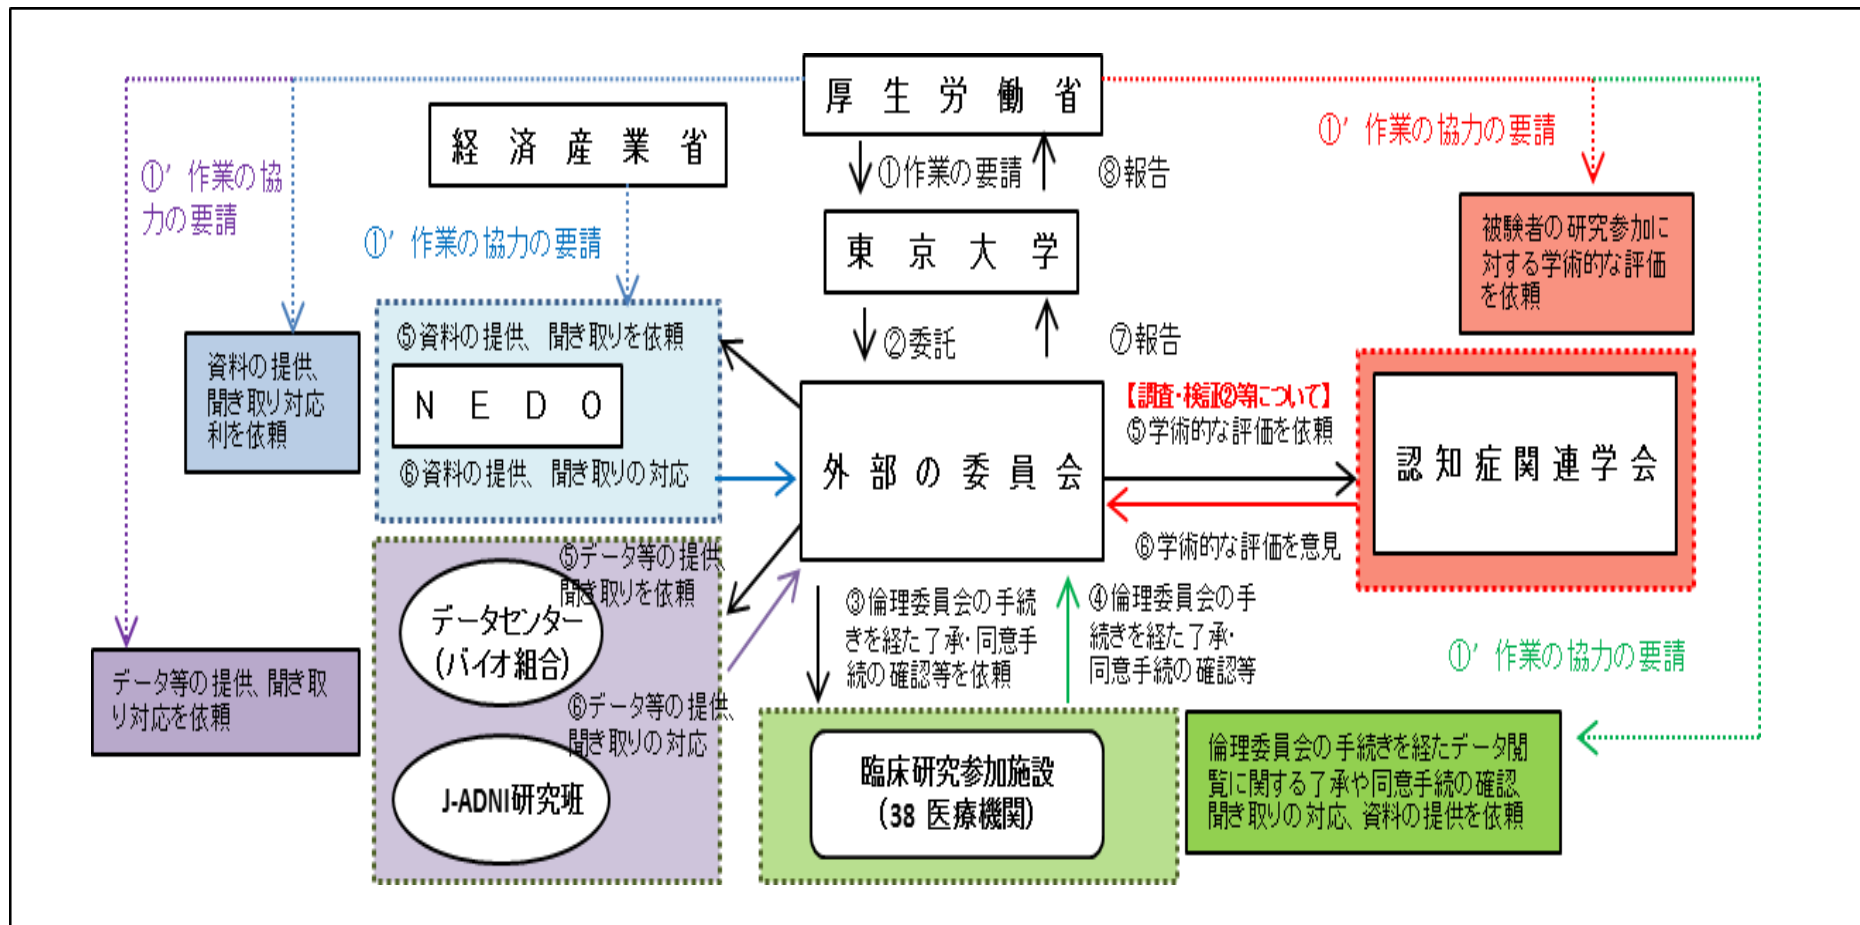 厚生労働省
経済産業省
①’作業の協
力の要請
①作業の要請
⑧報告
①’作業の協力の要請
①’作業の協力の要請
東京大学
被験者の研究参加に
対する学術的な評価
を依頼
②委託
⑦報告
⑤資料の提供、聞き取りを依頼
NEDO
⑥資料の提供、聞き取りの対応
資料の提供、
聞き取り対応
利を依頼
外部の委員会
【調査・検証②等について】
⑤学術的な評価を依頼
認知症関連学会
⑥学術的な評価を意見
⑤データ等の提供、
聞き取りを依頼
データセンター
(バイオ組合)
⑥データ等の提供、
聞き取りの対応
J-ADNI研究班
データ等の提供、聞き取
り対応を依頼
③倫理委員会の手続
きを経た了承・同意手
続の確認等を依頼
④倫理委員会の手
続きを経た了承・
同意手続の確認等
①’作業の協力の要請
臨床研究参加施設
(38 医療機関)
倫理委員会の手続きを経たデータ閲
覧に関する了承や同意手続の確認
聞き取りの対応、資料の提供を依頼